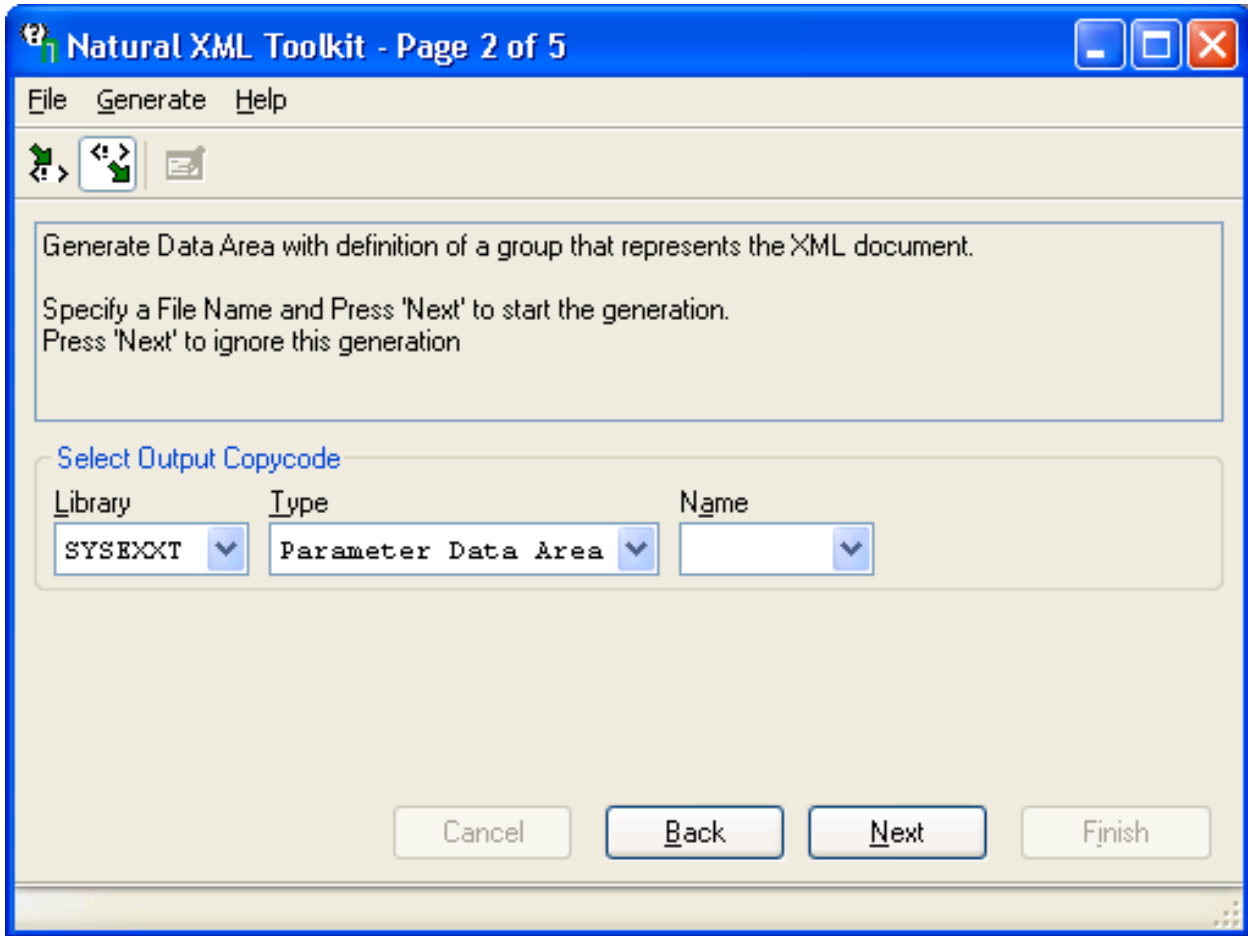 Natural XML Toolkit - Page 2 of 5
File Generate Help
Generate Data Area with definition of a group that represents the XML document.
Specify a File Name and Press 'Next' to start the generation.
Press 'Next' to ignore this generation
Select Output Copycode
Library Type Name
SYSEXXT Parameter Data Area
Cancel Back Next Finish